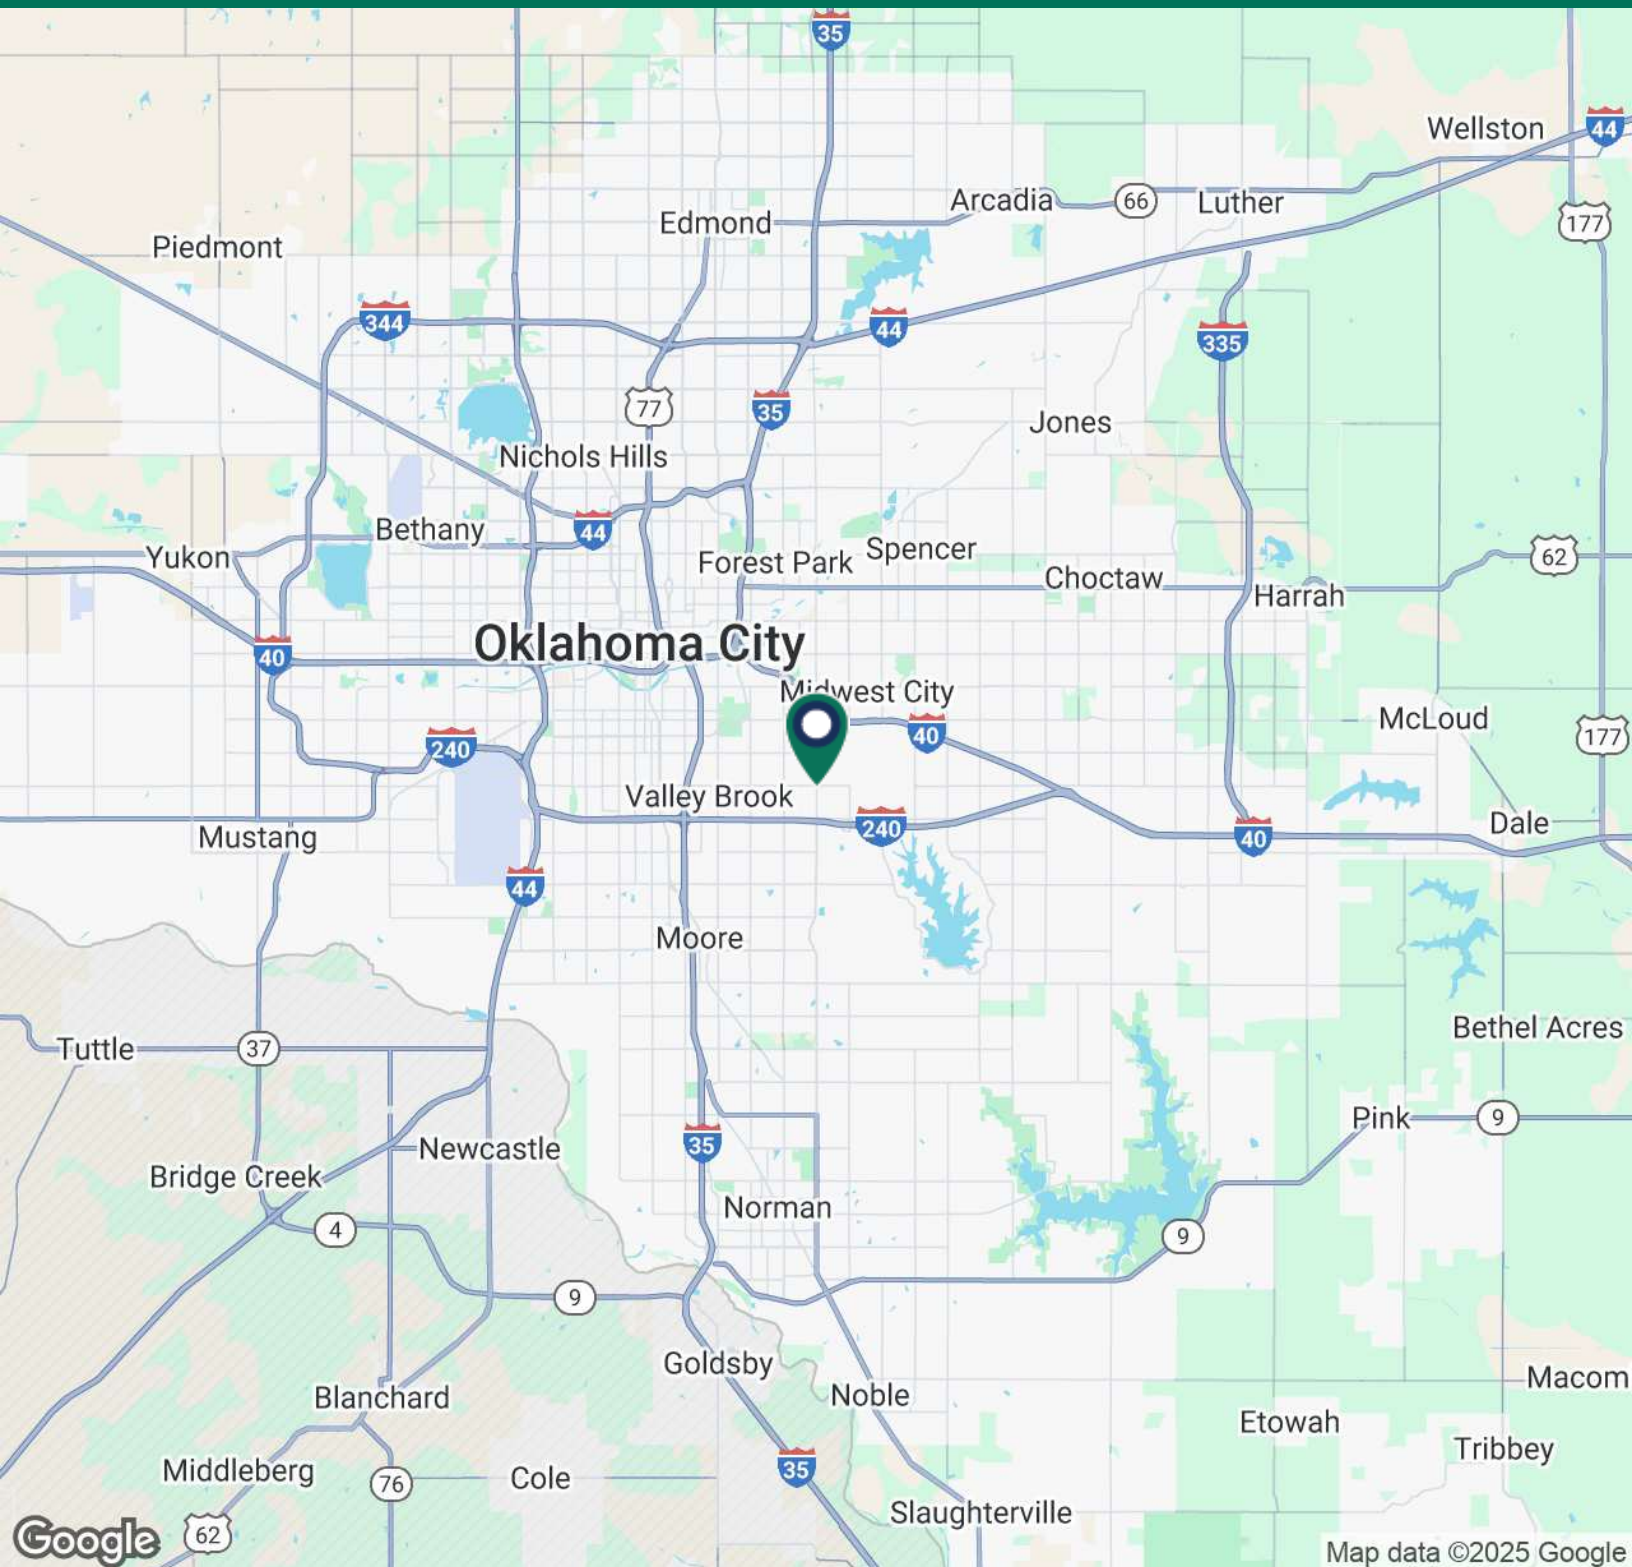 35
Wellston
44
Arcadia
66
Luther
Edmond
177
Piedmont
344
44
335
77
35
Jones
Nichols Hills
Bethany
44
Yukon
Forest Park
Spencer
62
Choctaw
Harrah
Oklahoma City
40
Midwest City
McLoud
40
177
240
Valley Brook
240
Dale
Mustang
40
44
Moore
Bethel Acres
Tuttle
37
Pink
9
35
Newcastle
Bridge Creek
Norman
4
9
9
Goldsby
Macom
Blanchard
Noble
Etowah
Tribbey
Middleberg
76
Cole
35
Slaughterville
62
Google
Map data ©2025 Google